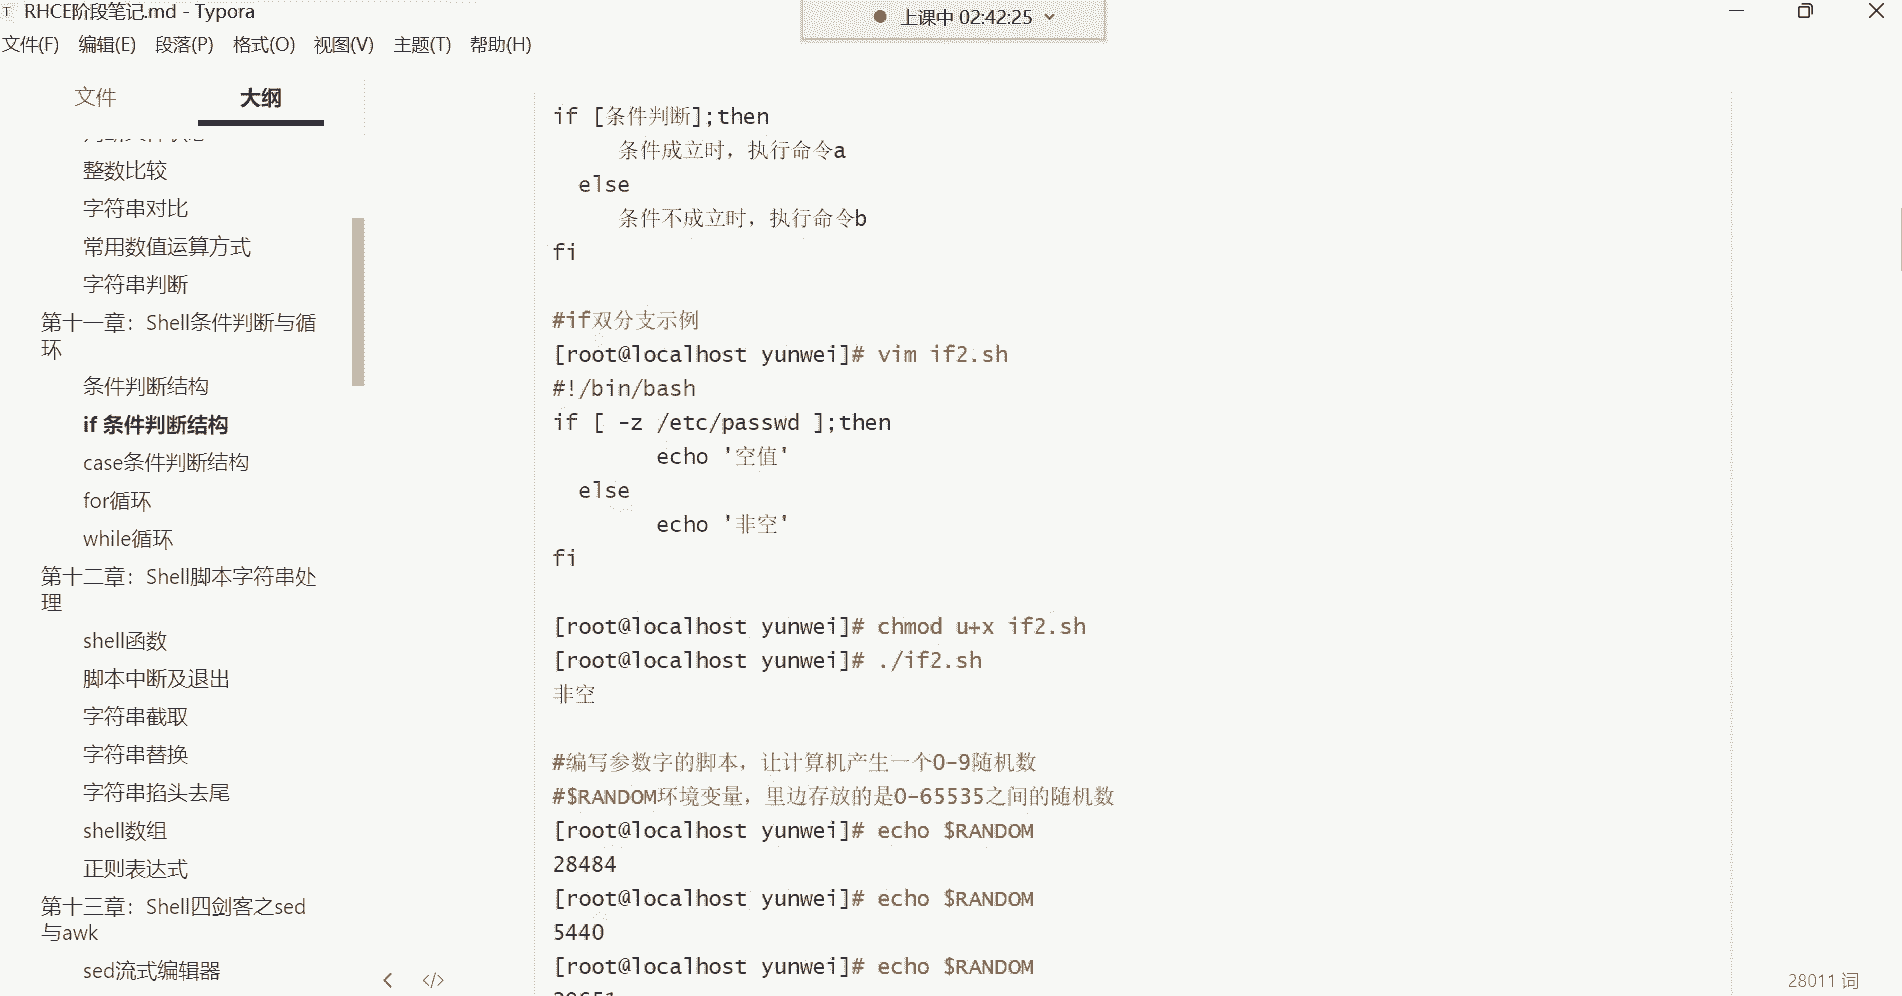 RHCE阶段笔记.md - Typora
上课中 02:42:25
文件(F) 编辑(E) 段落(P) 格式(O) 视图(V) 主题(T) 帮助(H)
文件 大纲
整数比较
字符串对比
常用数值运算方式
字符串判断
第十一章：Shell条件判断与循
环
条件判断结构
if 条件判断结构
case条件判断结构
for循环
while循环
第十二章：Shell脚本字符串处
理
shell函数
脚本中断及退出
字符串截取
字符串替换
字符串掐头去尾
shell数组
正则表达式
第十三章：Shell四剑客之sed
与awk
sed流式编辑器
if [条件判断];then
条件成立时，执行命令a
else
条件不成立时，执行命令b
fi
#if双分支示例
[root@localhost yunwei]# vim if2.sh
#!/bin/bash
if [ -z /etc/passwd ];then
echo '空值'
else
echo '非空'
fi
[root@localhost yunwei]# chmod u+x if2.sh
[root@localhost yunwei]# ./if2.sh
非空
#编写参数字的脚本，让计算机产生一个0-9随机数
#$RANDOM环境变量，里边存放的是0-65535之间的随机数
[root@localhost yunwei]# echo $RANDOM
28484
[root@localhost yunwei]# echo $RANDOM
5440
[root@localhost yunwei]# echo $RANDOM
28011 词